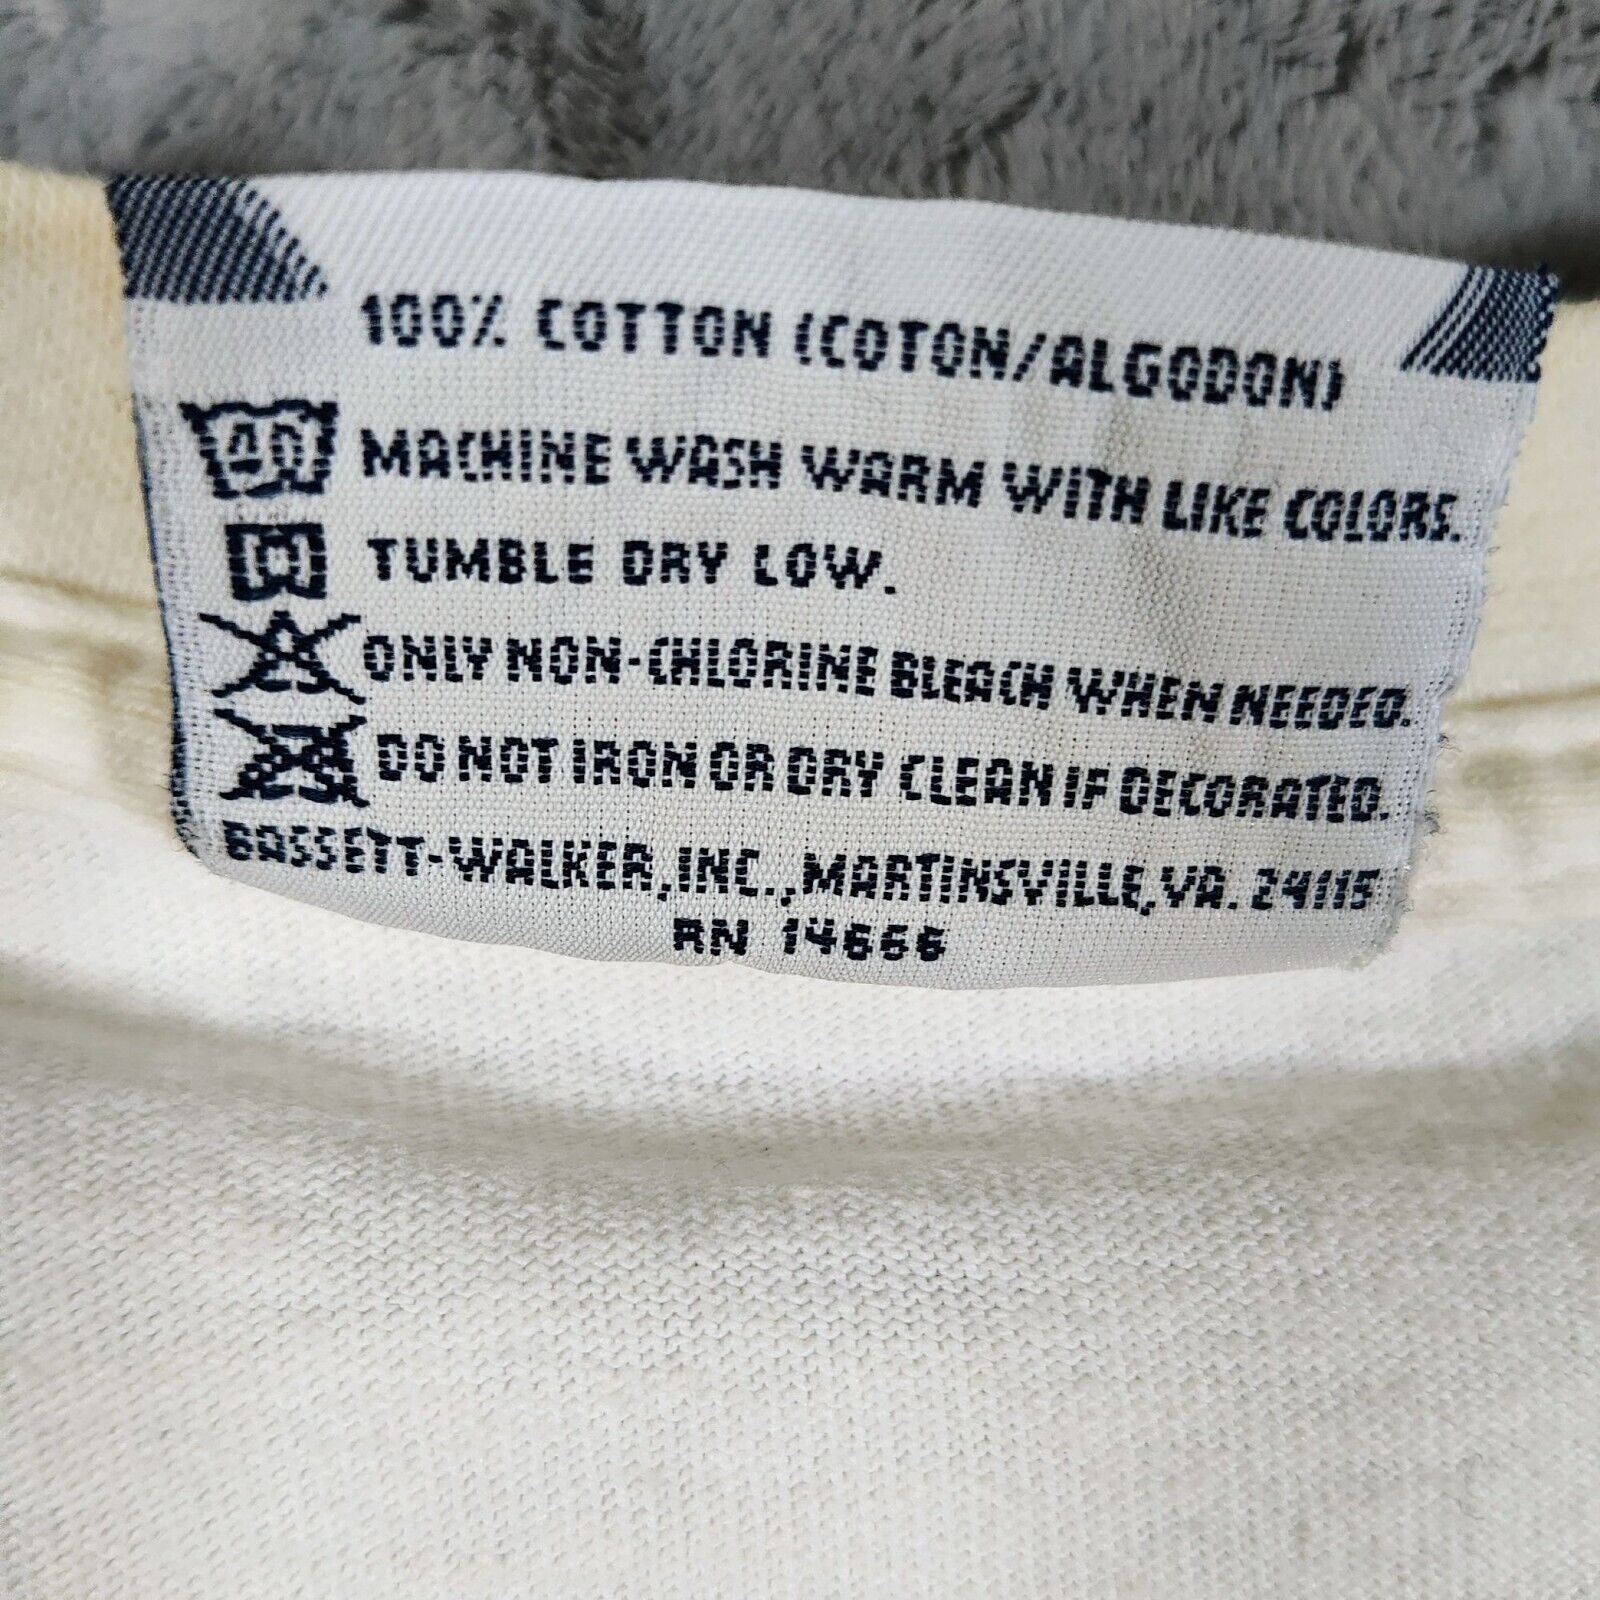 100% COTTON (COTON/ALGODON)
40 MACHINE WASH WARM WITH LIKE COLORS.
TUMBLE DRY LOW.
ONLY NON-CHLORINE BLEACH WHEN NEEDED.
DO NOT IRON OR DRY CLEAN IF DECORATED.
BASSETT-WALKER, INC., MARTINSVILLE, VA. 24115
RN 14666